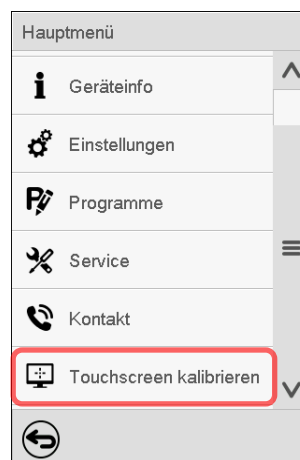 Hauptmenü
Geräteinfo
Einstellungen
Programme
Service
Kontakt
Touchscreen kalibrieren